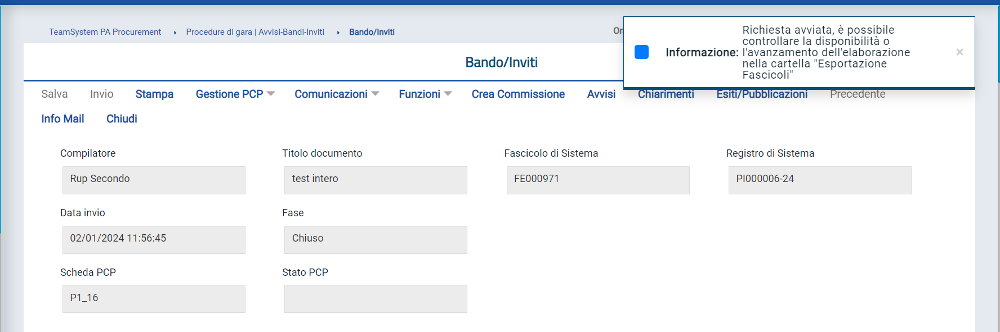 TeamSystem PA Procurement Procedure di gara | Avvisi-Bandi-Inviti Bando/Inviti
Bando/Inviti
Informazione:
Richiesta avviata, è possibile
controllare la disponibilità o
l'avanzamento dell'elaborazione
nella cartella "Esportazione
Fascicoli"
×
Salva Invio Stampa Gestione PCP Comunicazioni Funzioni Crea Commissione Avvisi Chiarimenti Esiti/Pubblicazioni Precedente
Info Mail Chiudi
Compilatore Titolo documento Fascicolo di Sistema Registro di Sistema
Rup Secondo test intero FE000971 PI000006-24
Data invio Fase
02/01/2024 11:56:45 Chiuso
Scheda PCP Stato PCP
P1_16